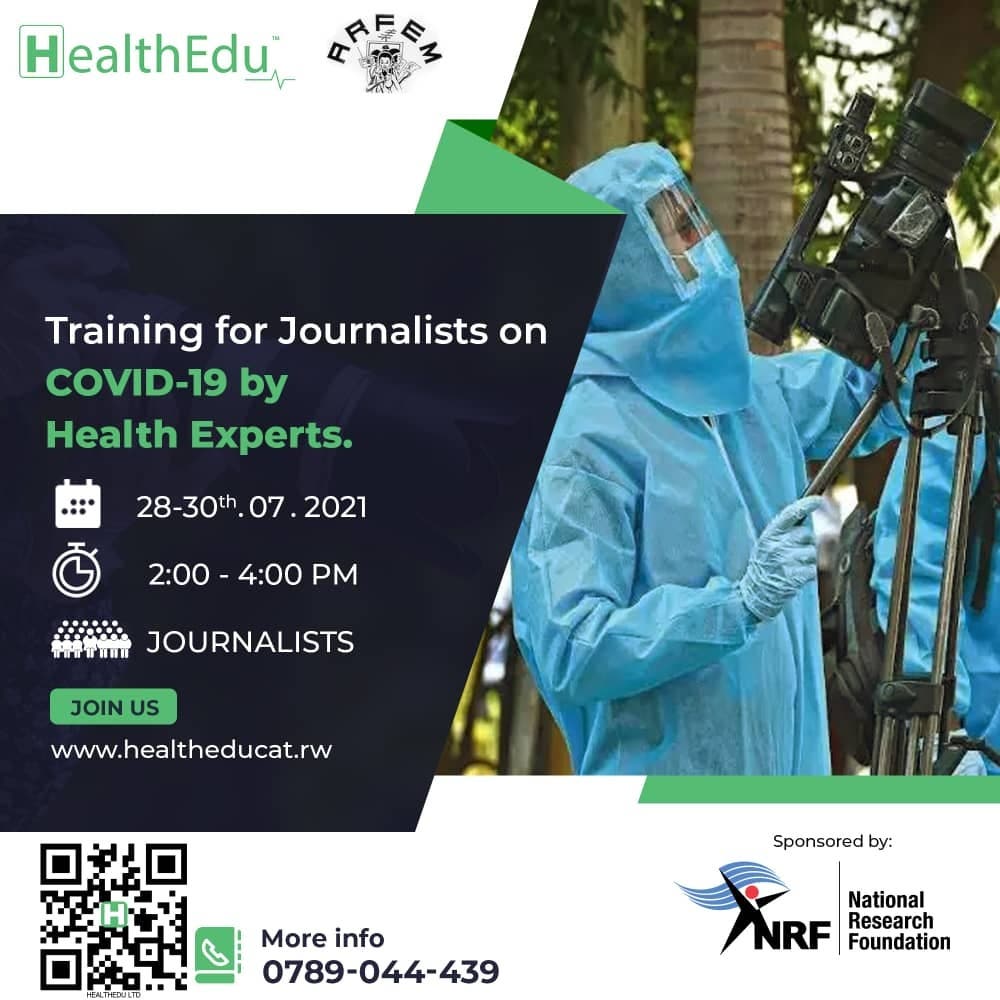 HealthEdu™
ARFEM
Training for Journalists on
COVID-19 by
Health Experts.
28-30th.07.2021
2:00 - 4:00 PM
JOURNALISTS
JOIN US
www.healtheducat.rw
H
HEALTHEDU LTD
More info
0789-044-439
Sponsored by:
NRF
National
Research
Foundation